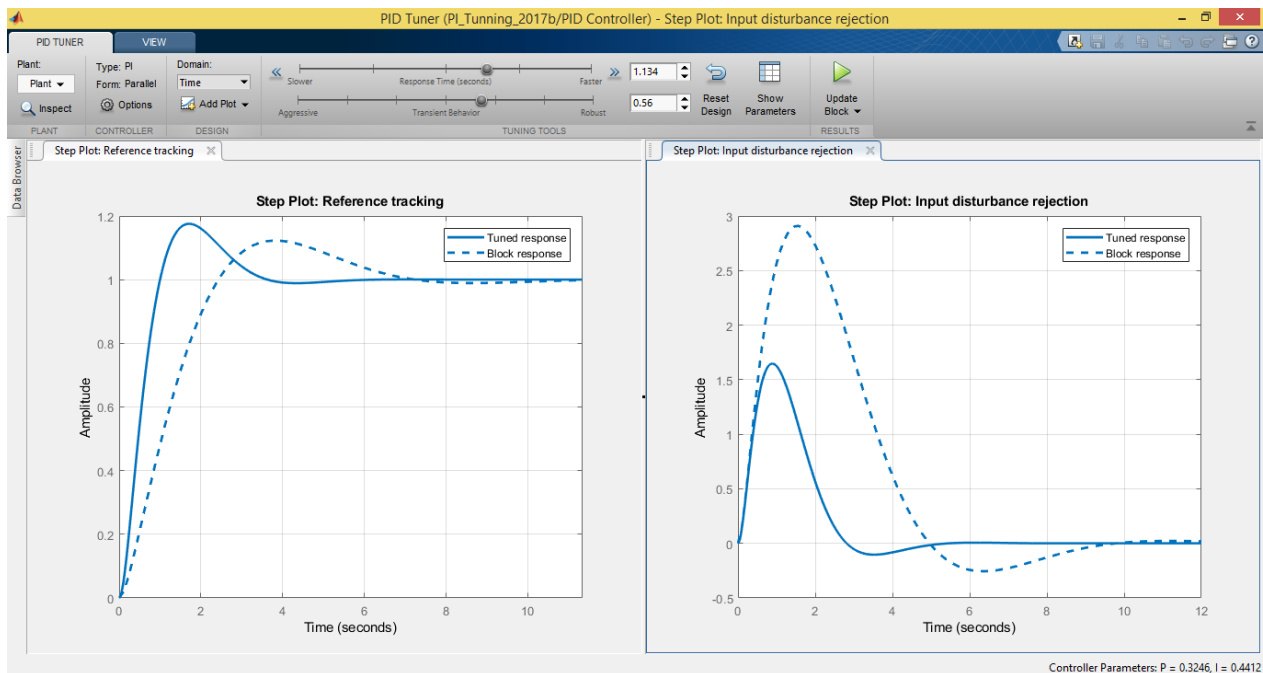 PID Tuner (PI_Tunning_2017b/PID Controller) - Step Plot: Input disturbance rejection
PID TUNER VIEW
Plant:
Plant
Inspect
PLANT
Type: PI
Form: Parallel
Options
CONTROLLER
Domain:
Time
Add Plot
DESIGN
Slower Response Time (seconds) Faster 1.134
Aggressive Transient Behavior Robust 0.56
Reset
Design
Show
Parameters
TUNING TOOLS
Update
Block
RESULTS
Data Browser
Step Plot: Reference tracking
Step Plot: Reference tracking
Tuned response
Block response
Amplitude
1.2
1
0.8
0.6
0.4
0.2
0
0 2 4 6 8 10
Time (seconds)
Step Plot: Input disturbance rejection
Step Plot: Input disturbance rejection
Tuned response
Block response
Amplitude
3
2.5
2
1.5
1
0.5
0
-0.5
0 2 4 6 8 10 12
Time (seconds)
Controller Parameters: P = 0.3246, I = 0.4412